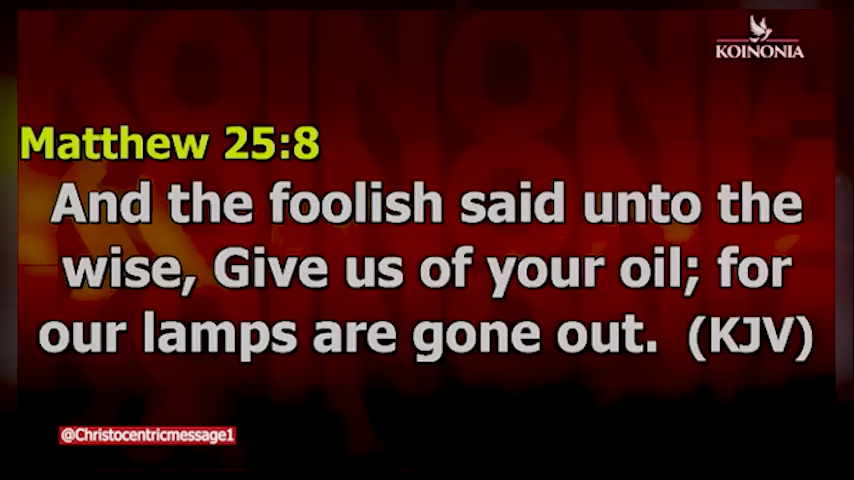 KOINONIA
Matthew 25:8
And the foolish said unto the
wise, Give us of your oil; for
our lamps are gone out. (KJV)
@Christocentricmessage1